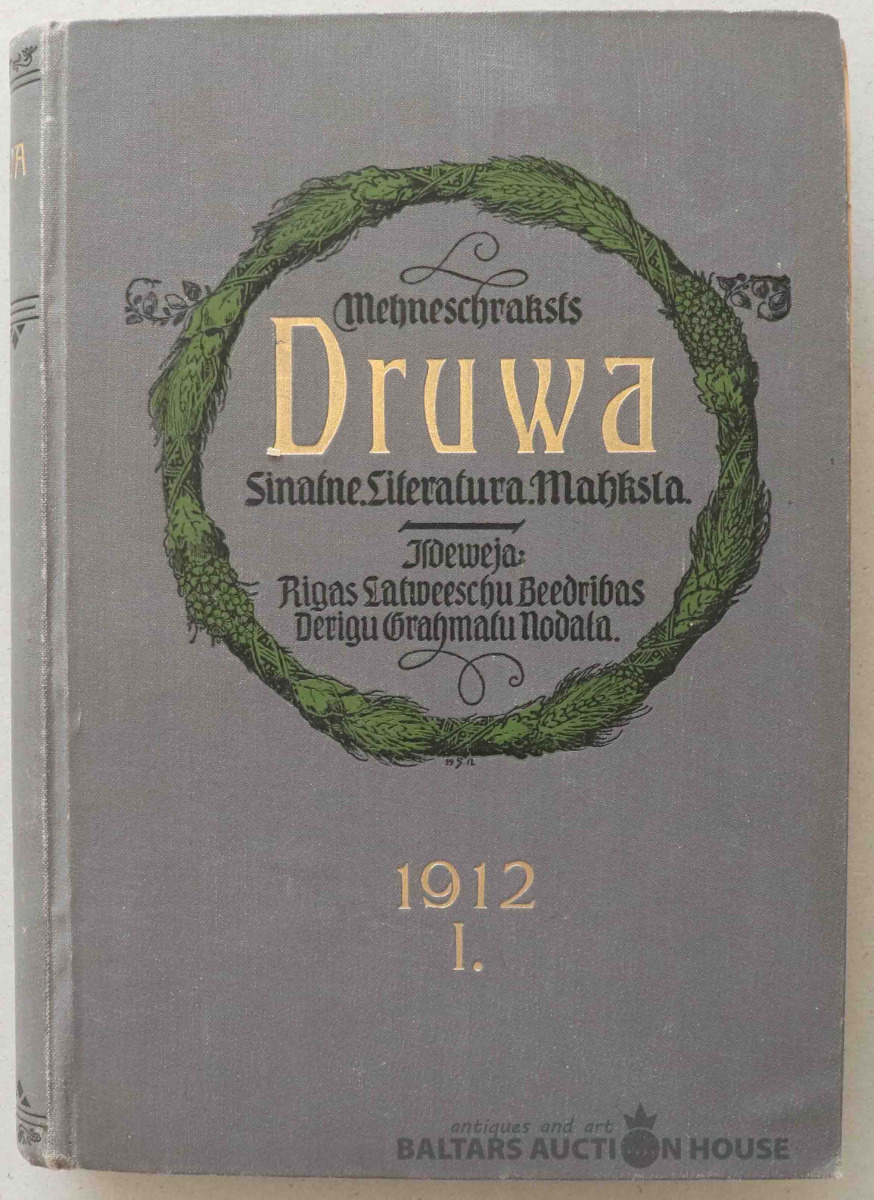 WA
Mehneschraksts
Druwa
Sinatne. Literatura. Mahksla.
Isdeweja:
Rigas Latweeschu Beedribas
Derigu Grahmatu Nodala.
1912
I.
antiques and art
BALTARS AUCTION HOUSE